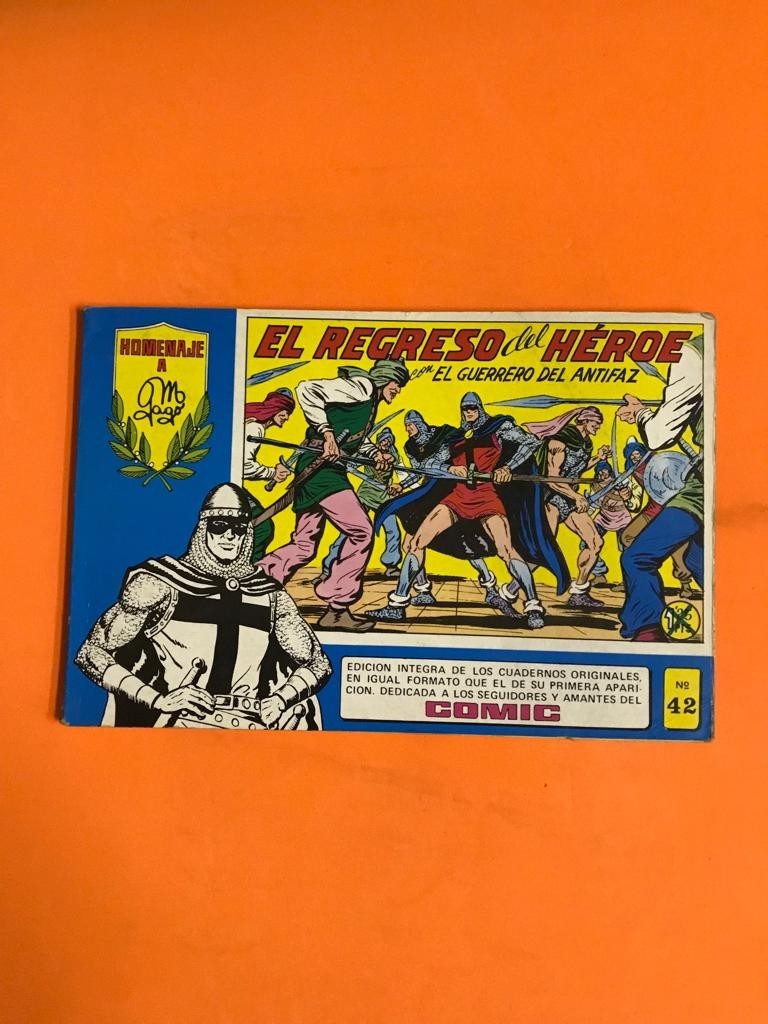 HOMENAJE
A
M Gago
EL REGRESO del HÉROE
con EL GUERRERO DEL ANTIFAZ
EDICION INTEGRA DE LOS CUADERNOS ORIGINALES,
EN IGUAL FORMATO QUE EL DE SU PRIMERA APARI-
CION. DEDICADA A LOS SEGUIDORES Y AMANTES DEL
COMIC
Nº
42